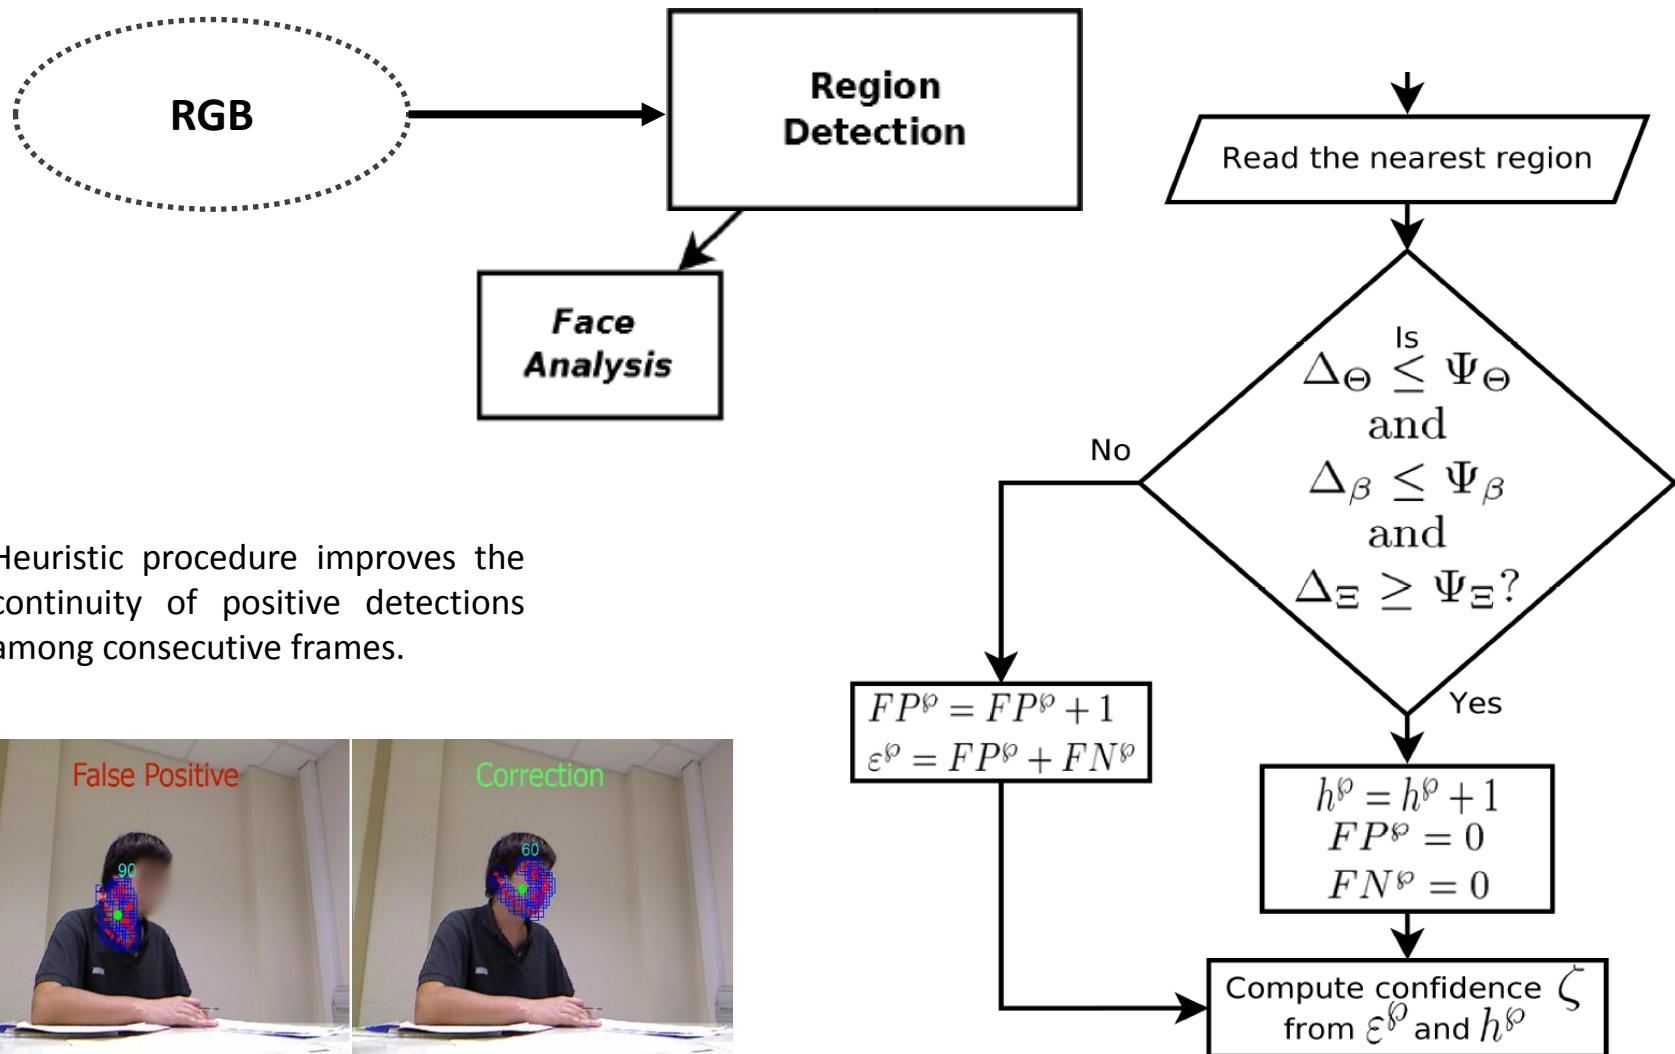 RGB
Region
Detection
Face
Analysis
Heuristic procedure improves the
continuity of positive detections
among consecutive frames.
False Positive
90
Correction
60
Read the nearest region
Is
Δ_Θ ≤ Ψ_Θ
and
Δ_β ≤ Ψ_β
and
Δ_Ξ ≥ Ψ_Ξ?
No
Yes
FP^℘ = FP^℘ + 1
ε^℘ = FP^℘ + FN^℘
h^℘ = h^℘ + 1
FP^℘ = 0
FN^℘ = 0
Compute confidence ζ
from ε^℘ and h^℘